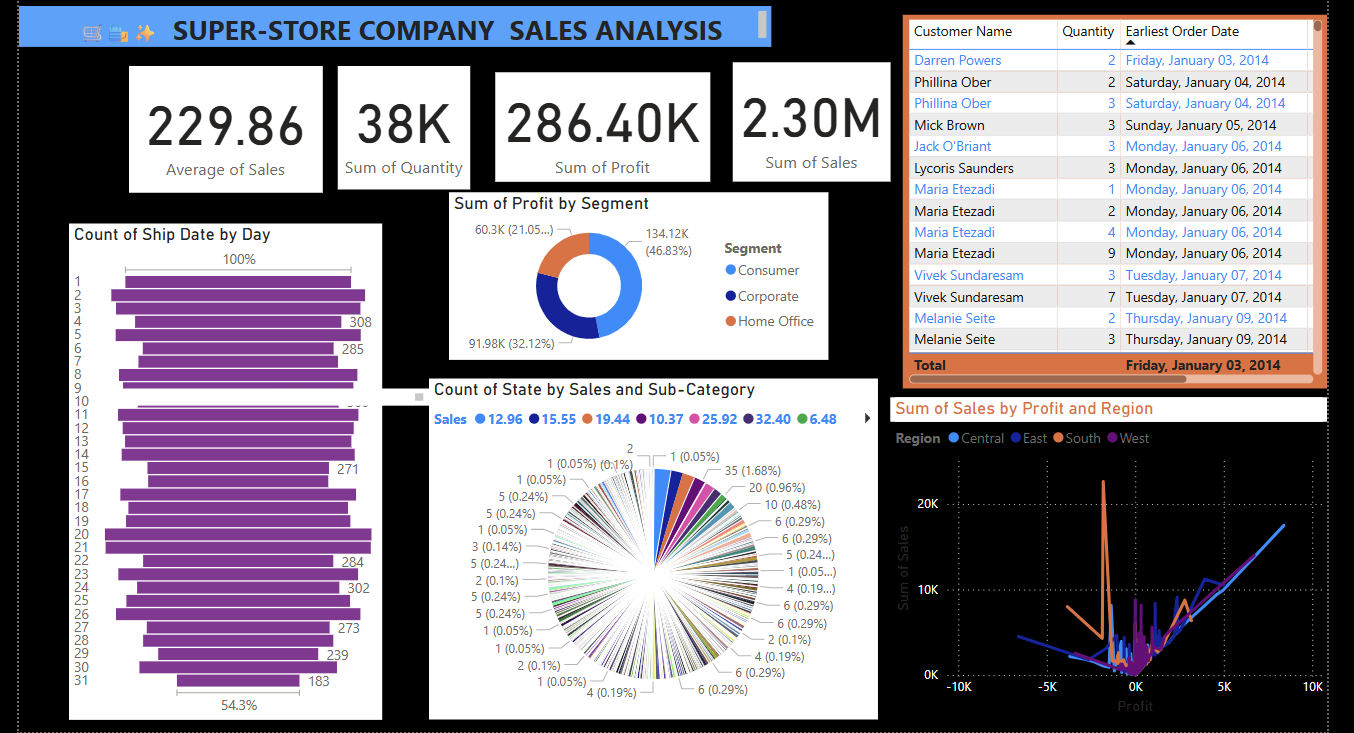 SUPER-STORE COMPANY SALES ANALYSIS
229.86
Average of Sales
38K
Sum of Quantity
286.40K
Sum of Profit
2.30M
Sum of Sales
Customer Name Quantity Earliest Order Date
Darren Powers 2 Friday, January 03, 2014
Phillina Ober 2 Saturday, January 04, 2014
Phillina Ober 3 Saturday, January 04, 2014
Mick Brown 3 Sunday, January 05, 2014
Jack O'Briant 3 Monday, January 06, 2014
Lycoris Saunders 3 Monday, January 06, 2014
Maria Etezadi 1 Monday, January 06, 2014
Maria Etezadi 2 Monday, January 06, 2014
Maria Etezadi 4 Monday, January 06, 2014
Maria Etezadi 9 Monday, January 06, 2014
Vivek Sundaresam 3 Tuesday, January 07, 2014
Vivek Sundaresam 7 Tuesday, January 07, 2014
Melanie Seite 2 Thursday, January 09, 2014
Melanie Seite 3 Thursday, January 09, 2014
Total Friday, January 03, 2014
Count of Ship Date by Day
100%
1
2
3
4 308
5
6 285
7
8
9
10
11
12
13
14
15 271
16
17
18
19
20
21
22 284
23
24 302
25
26
27 273
28
29 239
30
31 183
54.3%
Sum of Profit by Segment
60.3K (21.05...)
134.12K
(46.83%)
91.98K (32.12%)
Segment
Consumer
Corporate
Home Office
Count of State by Sales and Sub-Category
Sales 12.96 15.55 19.44 10.37 25.92 32.40 6.48
2
(0.1%)
1 (0.05%)
1 (0.05%)
5 (0.24%)
5 (0.24%)
1 (0.05%)
3 (0.14%)
5 (0.24...)
2 (0.1%)
5 (0.24%)
5 (0.24%)
1 (0.05%)
1 (0.05%)
2 (0.1%)
1 (0.05%)
4 (0.19%)
1 (0.05%)
35 (1.68%)
20 (0.96%)
10 (0.48%)
6 (0.29%)
6 (0.29%)
5 (0.24...)
1 (0.05...)
4 (0.19...)
6 (0.29%)
6 (0.29%)
2 (0.1%)
4 (0.19%)
6 (0.29%)
6 (0.29%)
Sum of Sales by Profit and Region
Region Central East South West
Sum of Sales
20K
10K
0K
-10K -5K 0K 5K 10K
Profit